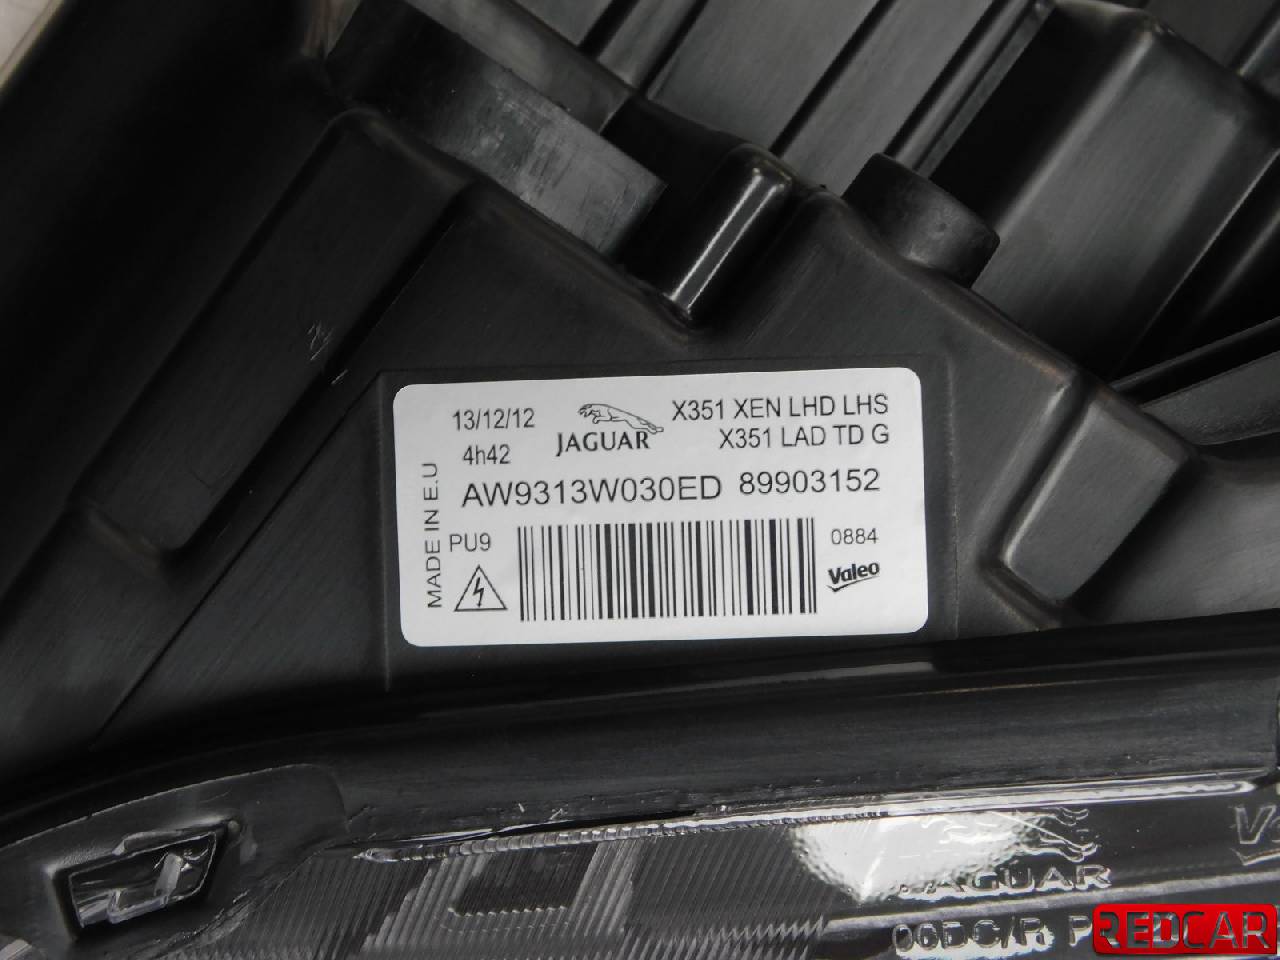 13/12/12
4h42
JAGUAR
X351 XEN LHD LHS
X351 LAD TD G
AW9313W030ED 89903152
MADE IN E.U
PU9
0884
Valeo
JAGUAR
REDCAR